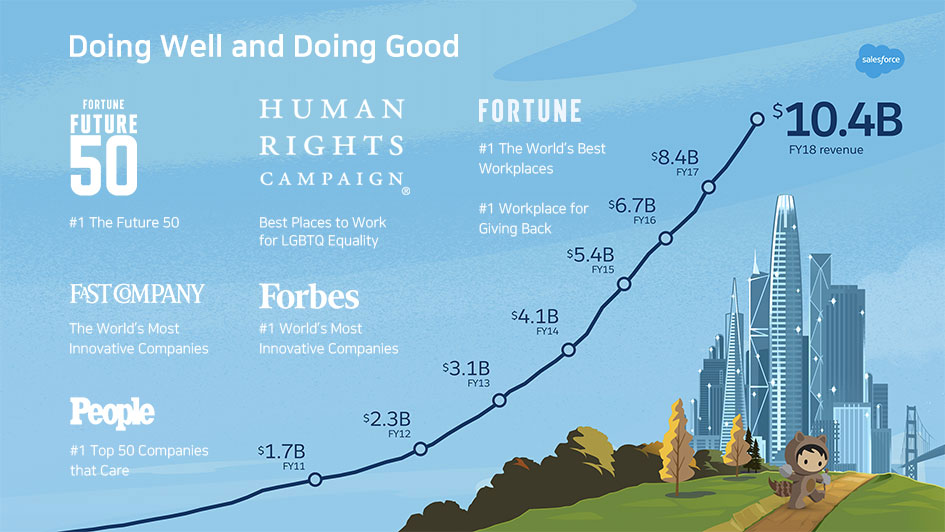 Doing Well and Doing Good
salesforce
FORTUNE
FUTURE
50
#1 The Future 50
HUMAN
RIGHTS
CAMPAIGN®
Best Places to Work
for LGBTQ Equality
FORTUNE
#1 The World's Best
Workplaces
#1 Workplace for
Giving Back
FAST COMPANY
The World's Most
Innovative Companies
Forbes
#1 World's Most
Innovative Companies
People
#1 Top 50 Companies
that Care
$1.7B
FY11
$2.3B
FY12
$3.1B
FY13
$4.1B
FY14
$5.4B
FY15
$6.7B
FY16
$8.4B
FY17
$10.4B
FY18 revenue